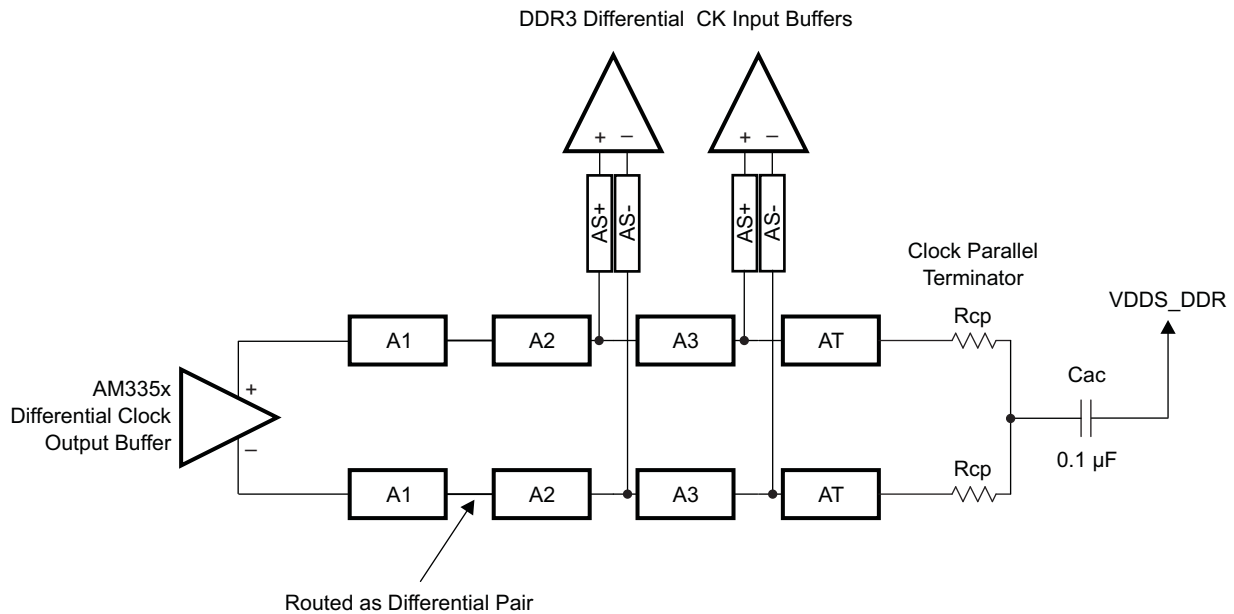 DDR3 Differential CK Input Buffers
+ −
+ −
AS+ AS-
AS+ AS-
Clock Parallel
Terminator
VDDS_DDR
Rcp
A1 A2 A3 AT
Cac
AM335x
Differential Clock
Output Buffer
+
−
0.1 µF
Rcp
A1 A2 A3 AT
Routed as Differential Pair